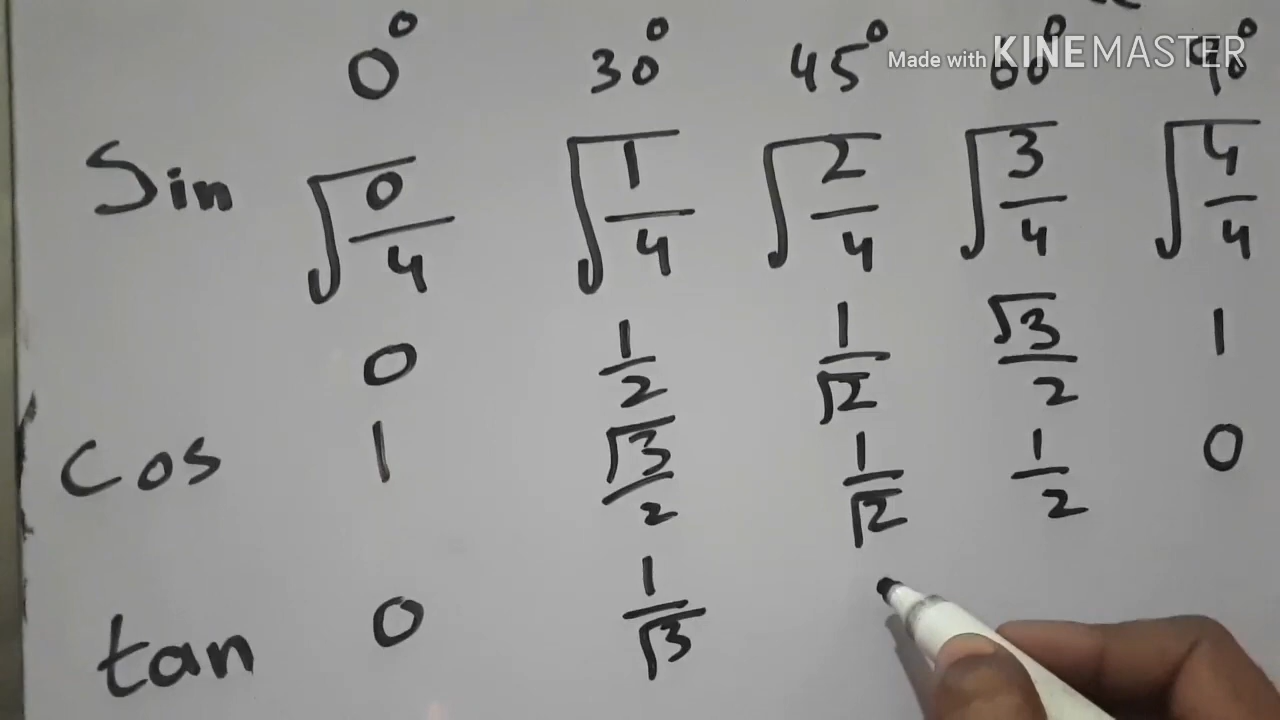 0° 30° 45° 60° 90°
Made with KINEMASTER
Sin √(0/4) √(1/4) √(2/4) √(3/4) √(4/4)
0 1/2 1/√2 √3/2 1
Cos 1 √3/2 1/√2 1/2 0
tan 0 1/√3